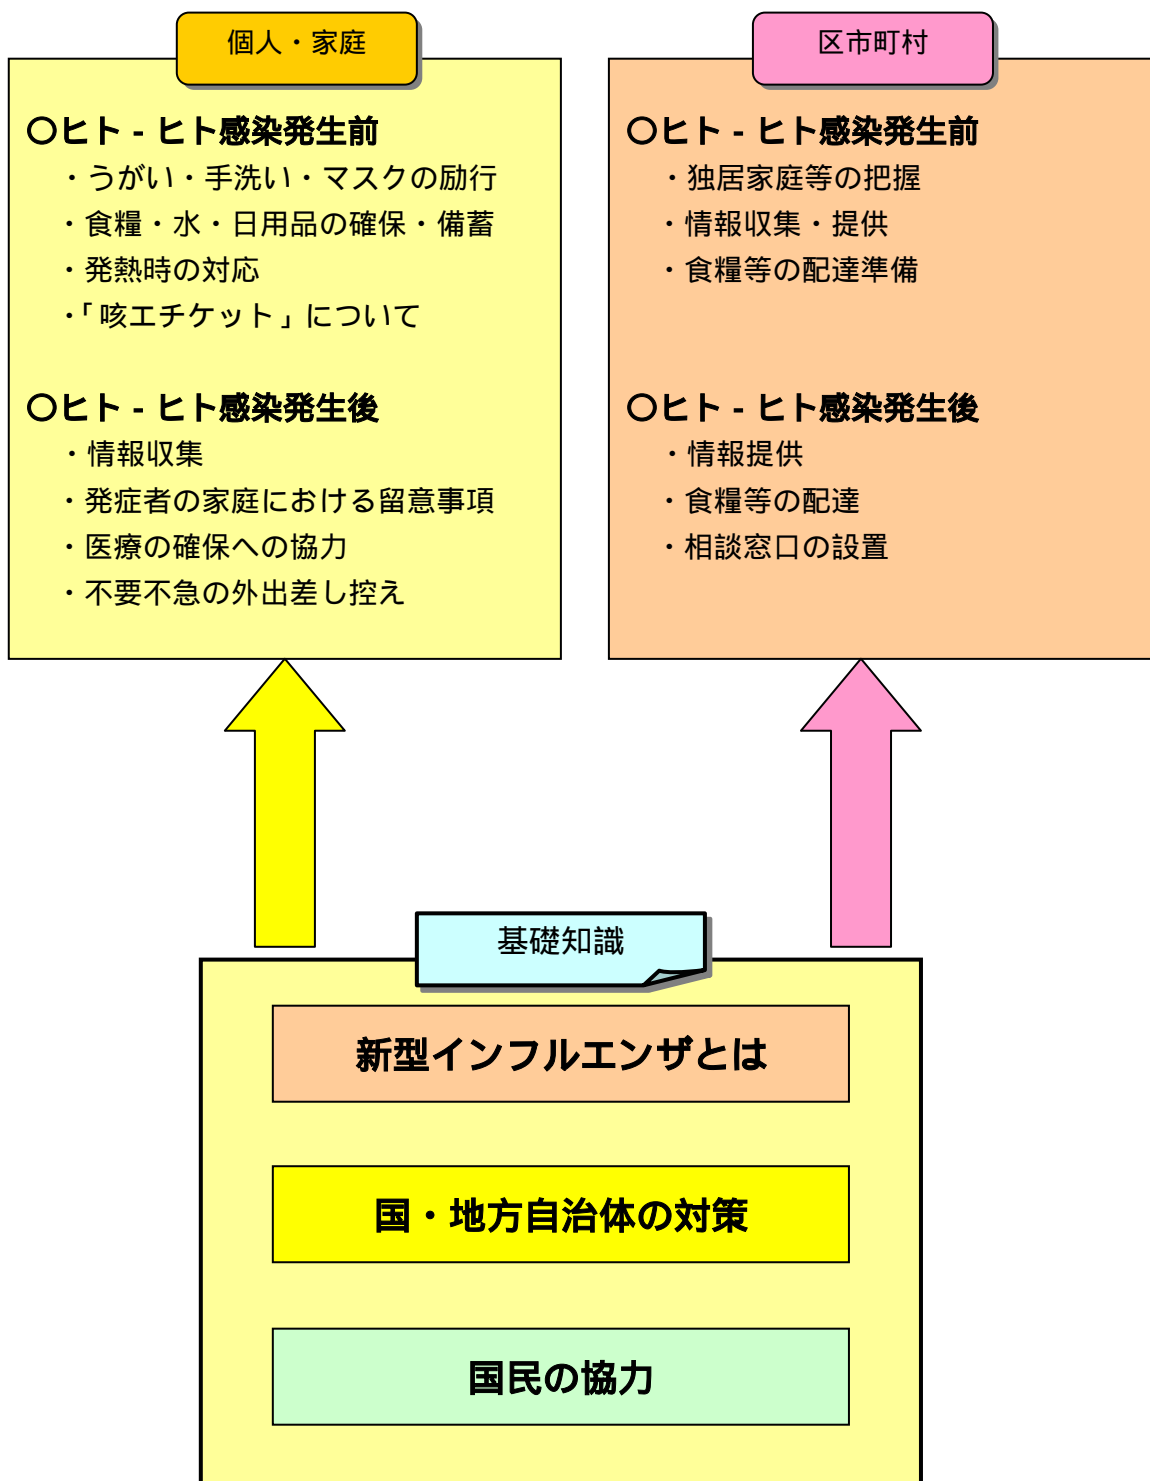 個人・家庭
○ヒト-ヒト感染発生前
・うがい・手洗い・マスクの励行
・食糧・水・日用品の確保・備蓄
・発熱時の対応
・「咳エチケット」について
○ヒト-ヒト感染発生後
・情報収集
・発症者の家庭における留意事項
・医療の確保への協力
・不要不急の外出差し控え
区市町村
○ヒト-ヒト感染発生前
・独居家庭等の把握
・情報収集・提供
・食糧等の配達準備
○ヒト-ヒト感染発生後
・情報提供
・食糧等の配達
・相談窓口の設置
基礎知識
新型インフルエンザとは
国・地方自治体の対策
国民の協力